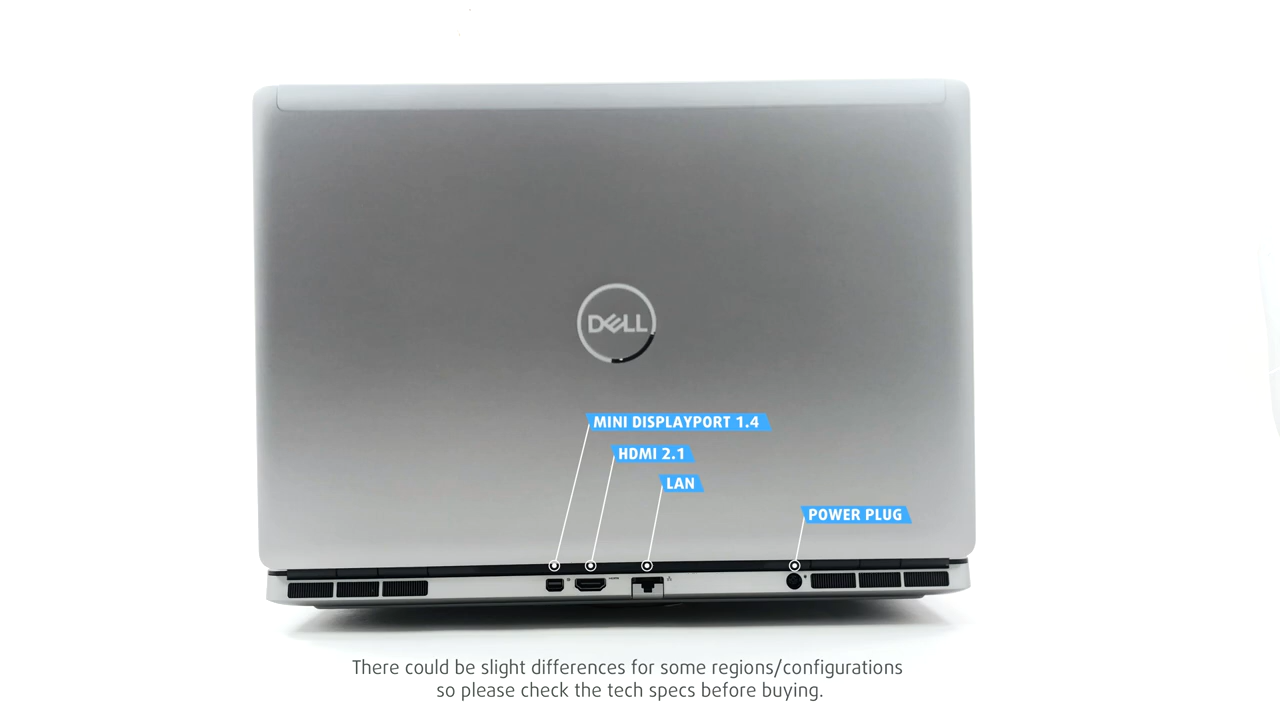 DELL
MINI DISPLAYPORT 1.4
HDMI 2.1
LAN
POWER PLUG
There could be slight differences for some regions/configurations
so please check the tech specs before buying.